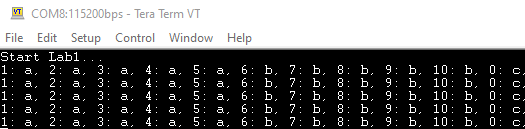 COM8:115200bps - Tera Term VT
File Edit Setup Control Window Help
Start Lab1...
1: a, 2: a, 3: a, 4: a, 5: a, 6: b, 7: b, 8: b, 9: b, 10: b, 0: c,
1: a, 2: a, 3: a, 4: a, 5: a, 6: b, 7: b, 8: b, 9: b, 10: b, 0: c,
1: a, 2: a, 3: a, 4: a, 5: a, 6: b, 7: b, 8: b, 9: b, 10: b, 0: c,
1: a, 2: a, 3: a, 4: a, 5: a, 6: b, 7: b, 8: b, 9: b, 10: b, 0: c,
1: a, 2: a, 3: a, 4: a, 5: a, 6: b, 7: b, 8: b, 9: b, 10: b, 0: c,